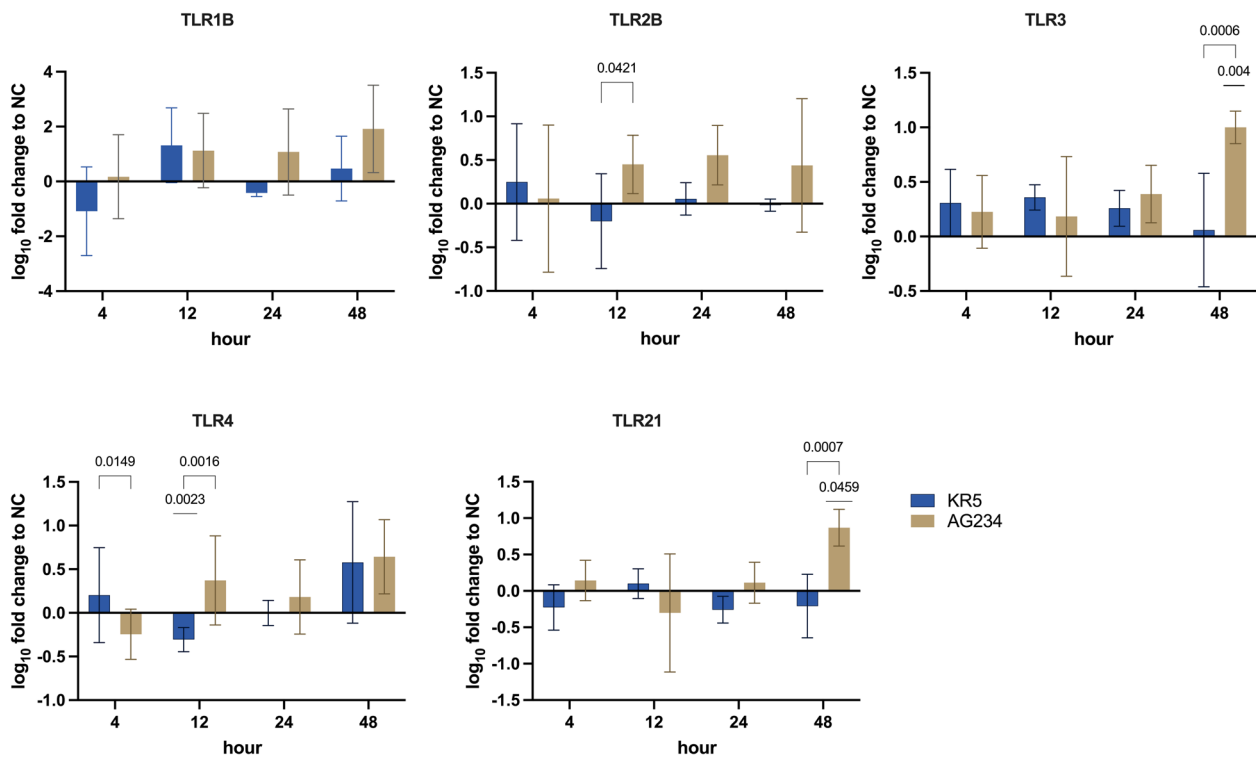 TLR1B
log10 fold change to NC
4
2
0
-2
-4
4 12 24 48
hour
TLR2B
log10 fold change to NC
0.0421
1.5
1.0
0.5
0.0
-0.5
-1.0
4 12 24 48
hour
TLR3
log10 fold change to NC
0.0006
0.004
1.5
1.0
0.5
0.0
-0.5
4 12 24 48
hour
TLR4
log10 fold change to NC
0.0149 0.0016
0.0023
1.5
1.0
0.5
0.0
-0.5
-1.0
4 12 24 48
hour
TLR21
log10 fold change to NC
0.0007
0.0459
1.5
1.0
0.5
0.0
-0.5
-1.0
-1.5
4 12 24 48
hour
KR5
AG234